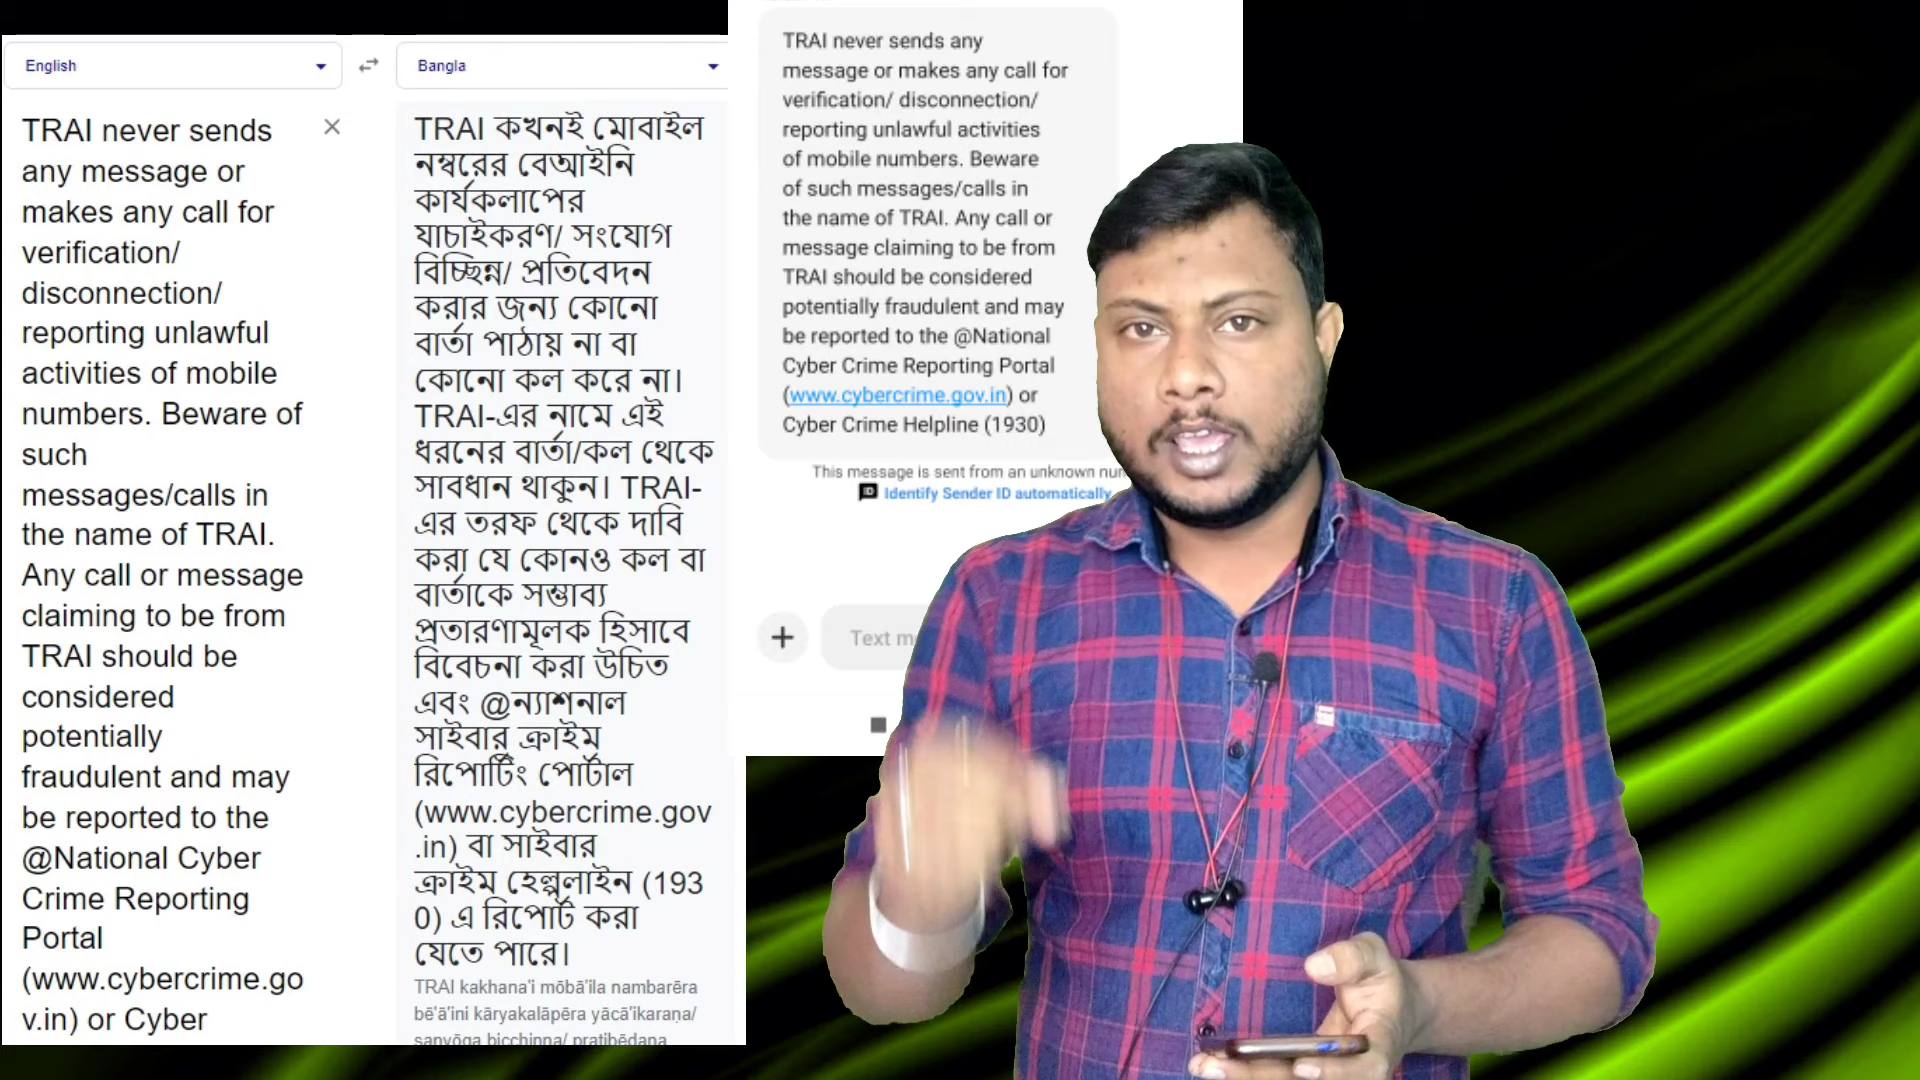 English
Bangla
TRAI never sends
any message or
makes any call for
verification/
disconnection/
reporting unlawful
activities of mobile
numbers. Beware of
such
messages/calls in
the name of TRAI.
Any call or message
claiming to be from
TRAI should be
considered
potentially
fraudulent and may
be reported to the
@National Cyber
Crime Reporting
Portal
(www.cybercrime.go
v.in) or Cyber
TRAI কখনই মোবাইল
নম্বরের বেআইনি
কার্যকলাপের
যাচাইকরণ/ সংযোগ
বিচ্ছিন্ন/ প্রতিবেদন
করার জন্য কোনো
বার্তা পাঠায় না বা
কোনো কল করে না।
TRAI-এর নামে এই
ধরনের বার্তা/কল থেকে
সাবধান থাকুন। TRAI-
এর তরফ থেকে দাবি
করা যে কোনও কল বা
বার্তাকে সম্ভাব্য
প্রতারণামূলক হিসাবে
বিবেচনা করা উচিত
এবং @ন্যাশনাল
সাইবার ক্রাইম
রিপোর্টিং পোর্টাল
(www.cybercrime.gov
.in) বা সাইবার
ক্রাইম হেল্পলাইন (193
0) এ রিপোর্ট করা
যেতে পারে।
TRAI kakhana'i mōbā'ila nambarēra
bē'ā'ini kāryakalāpēra yācā'ikaraṇa/
sanyōga bicchinna/ pratibēdana
TRAI never sends any
message or makes any call for
verification/ disconnection/
reporting unlawful activities
of mobile numbers. Beware
of such messages/calls in
the name of TRAI. Any call or
message claiming to be from
TRAI should be considered
potentially fraudulent and may
be reported to the @National
Cyber Crime Reporting Portal
(www.cybercrime.gov.in) or
Cyber Crime Helpline (1930)
This message is sent from an unknown
ID Identify Sender ID automatically
Text